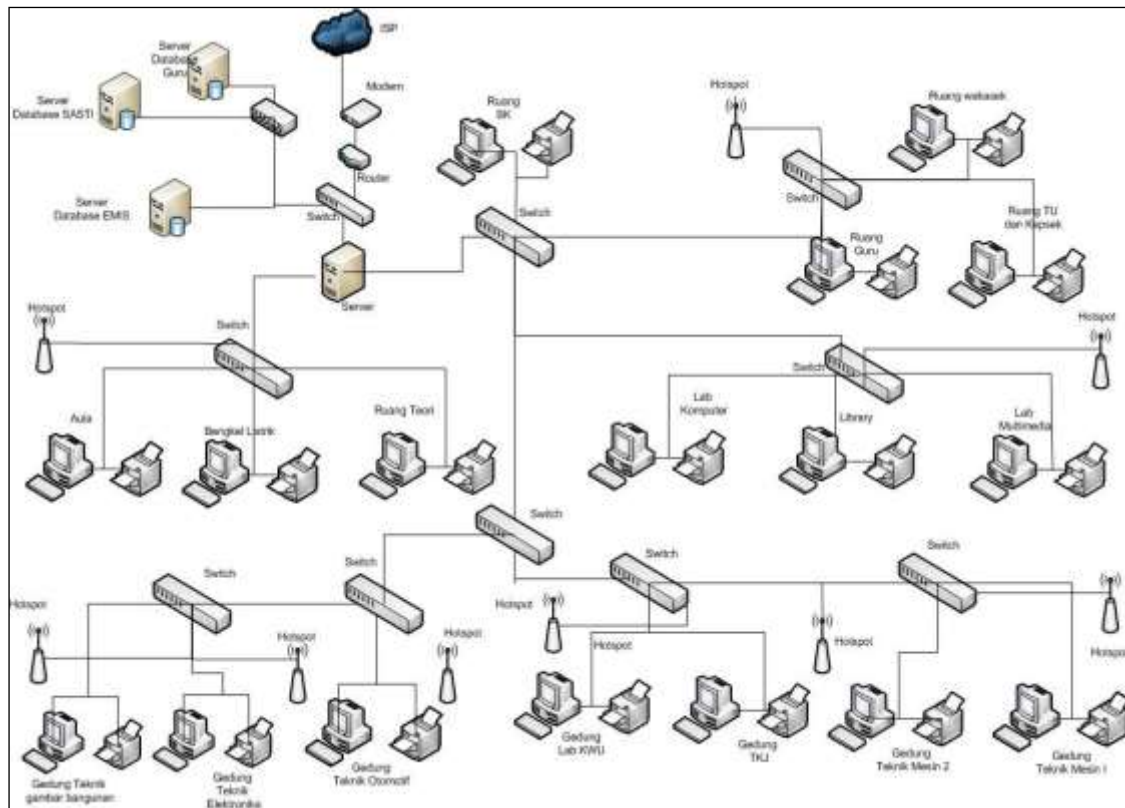 ISP
Server
Database
Guru
Server
Database SASTI
Modem
Router
Switch
Server
Database EMIS
Server
Ruang
BK
Switch
Hotspot
Ruang wakasek
Switch
Ruang
Guru
Ruang TU
dan Kepsek
Hotspot
Switch
Aula
Bengkel Listrik
Ruang Teori
Hotspot
Switch
Lab
Komputer
Library
Lab
Multimedia
Switch
Switch
Switch
Switch
Switch
Hotspot
Hotspot
Hotspot
Hotspot
Hotspot
Hotspot
Hotspot
Gedung Teknik
gambar bangunan
Gedung
Teknik
Elektronika
Gedung
Teknik Otomotif
Gedung
Lab KWU
Gedung
TKJ
Gedung
Teknik Mesin 2
Gedung
Teknik Mesin I